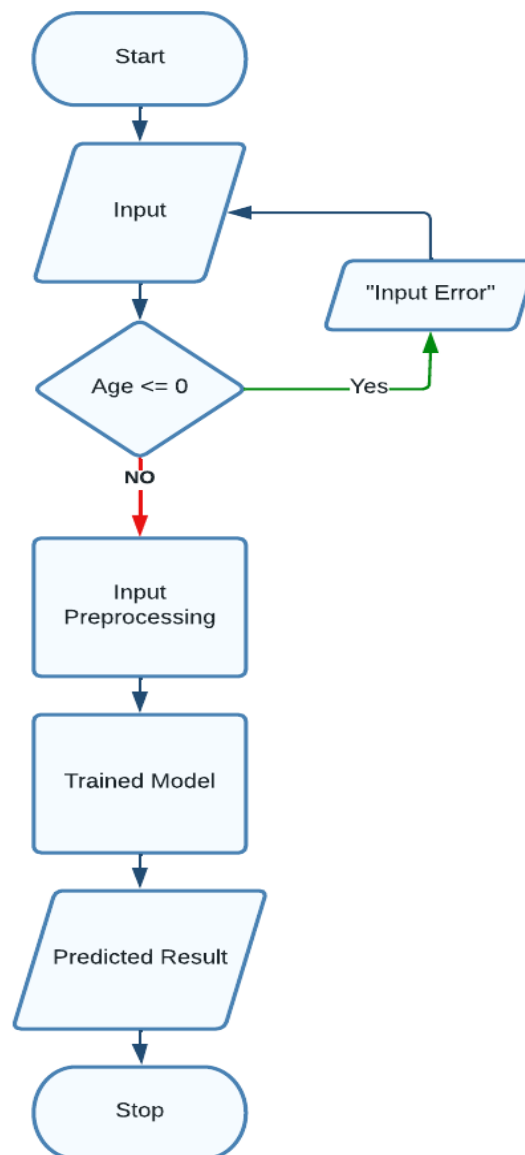 Start
Input
"Input Error"
Age <= 0
Yes
NO
Input
Preprocessing
Trained Model
Predicted Result
Stop